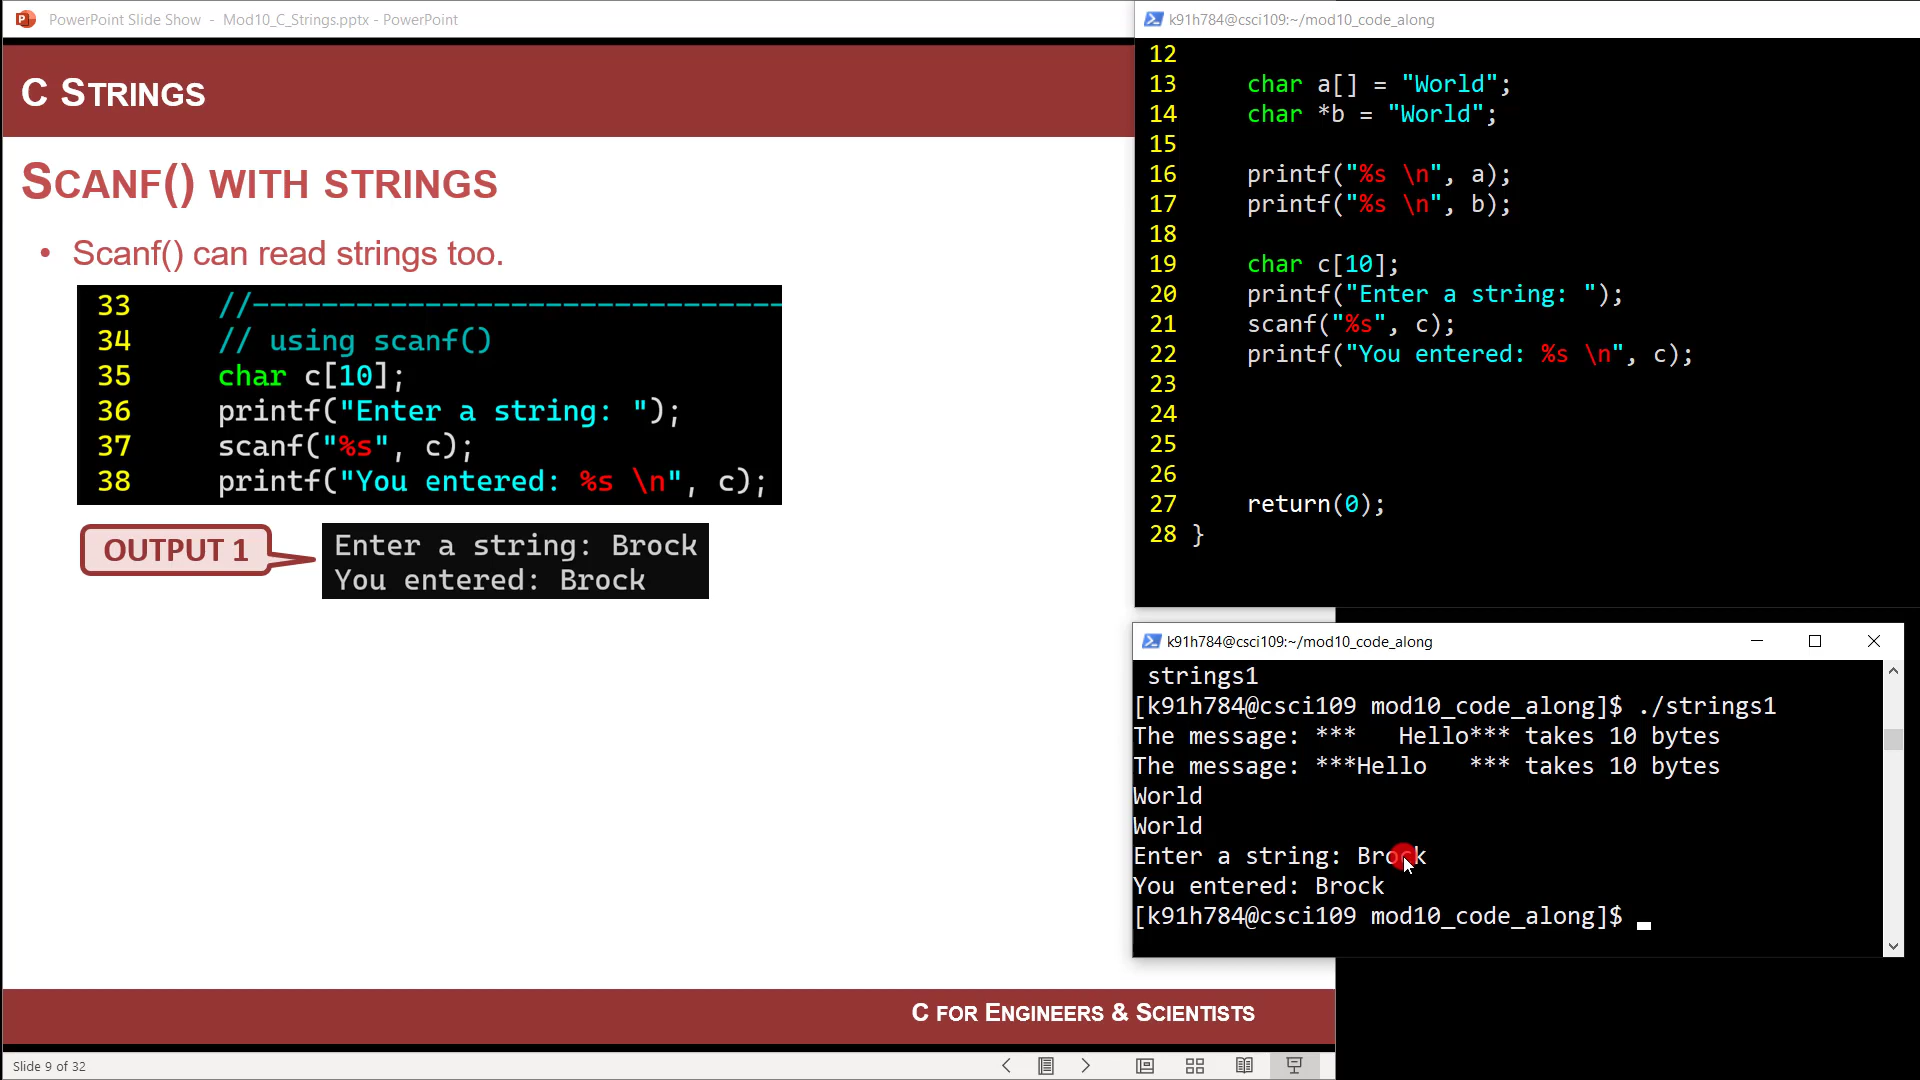 PowerPoint Slide Show - Mod10_C_Strings.pptx - PowerPoint
C STRINGS
SCANF() WITH STRINGS
• Scanf() can read strings too.
33 //-------------------------------
34 // using scanf()
35 char c[10];
36 printf("Enter a string: ");
37 scanf("%s", c);
38 printf("You entered: %s \n", c);
OUTPUT 1
Enter a string: Brock
You entered: Brock
C FOR ENGINEERS & SCIENTISTS
Slide 9 of 32
k91h784@csci109:~/mod10_code_along
12
13 char a[] = "World";
14 char *b = "World";
15
16 printf("%s \n", a);
17 printf("%s \n", b);
18
19 char c[10];
20 printf("Enter a string: ");
21 scanf("%s", c);
22 printf("You entered: %s \n", c);
23
24
25
26
27 return(0);
28 }
k91h784@csci109:~/mod10_code_along
strings1
[k91h784@csci109 mod10_code_along]$ ./strings1
The message: ***   Hello*** takes 10 bytes
The message: ***Hello   *** takes 10 bytes
World
World
Enter a string: Brock
You entered: Brock
[k91h784@csci109 mod10_code_along]$